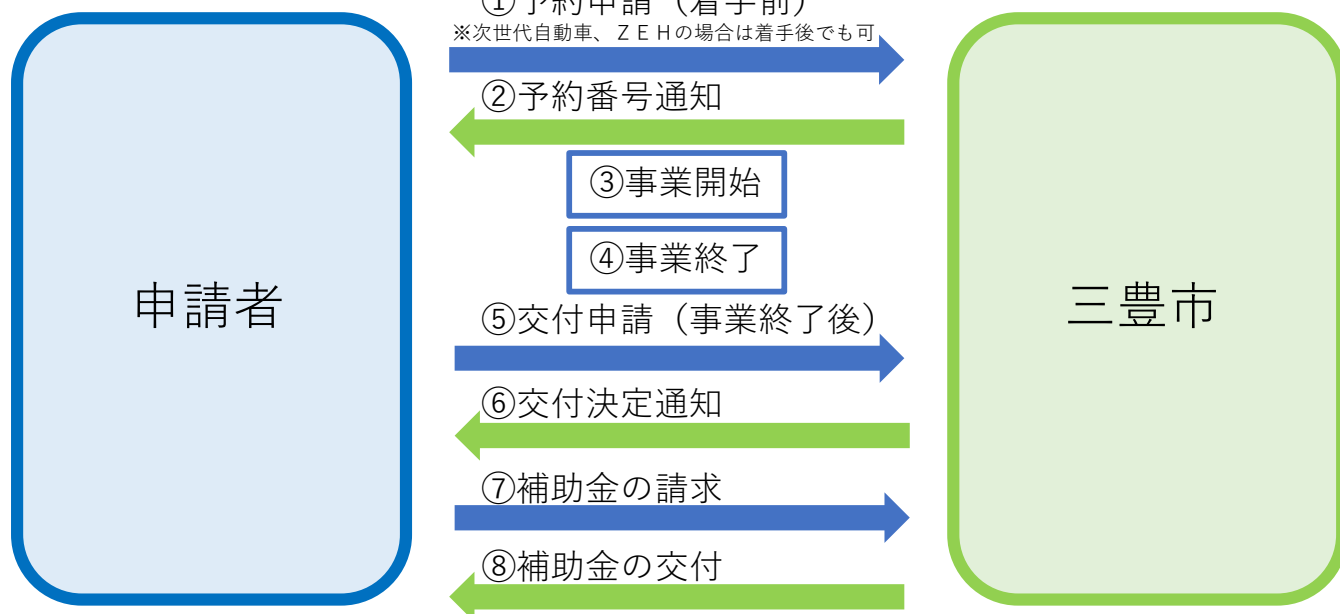 ①予約申請（着手前）
※次世代自動車、ＺＥＨの場合は着手後でも可
②予約番号通知
③事業開始
④事業終了
申請者
三豊市
⑤交付申請（事業終了後）
⑥交付決定通知
⑦補助金の請求
⑧補助金の交付